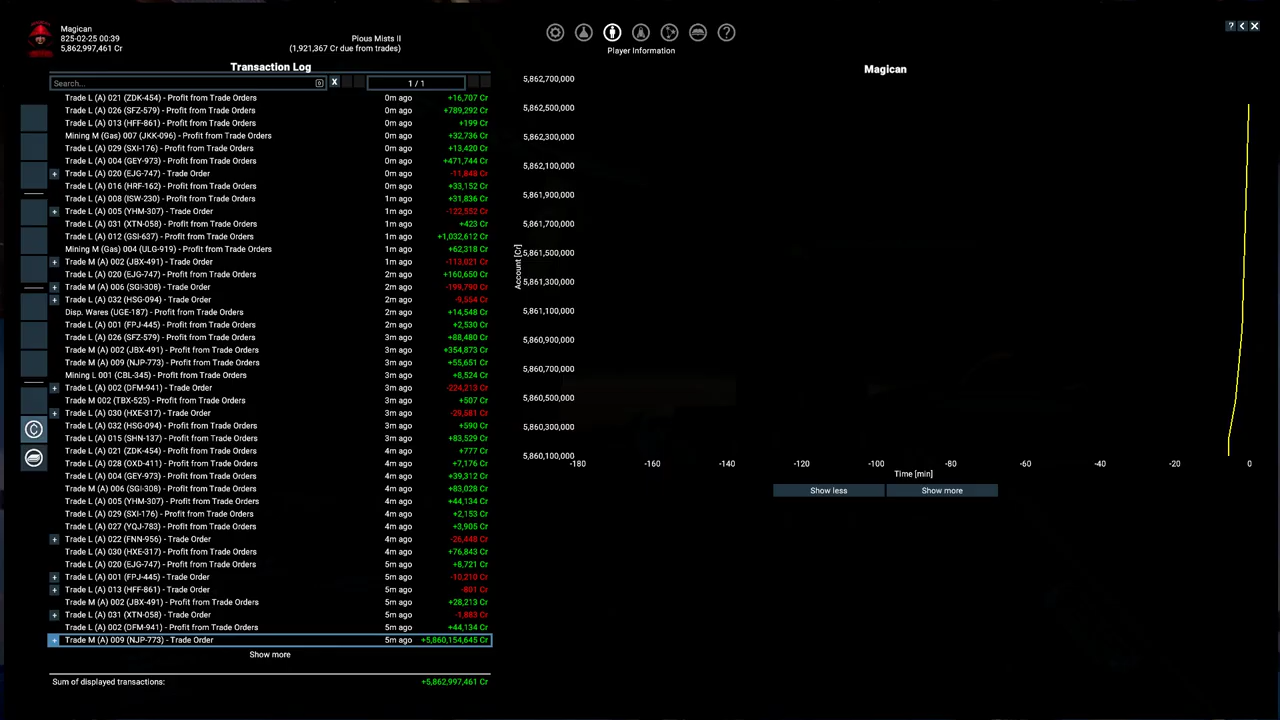 Magican
825-02-25 00:39
5,862,997,461 Cr
Pious Mists II
(1,921,367 Cr due from trades)
Player Information
? < X
Transaction Log
Search...
X
1 / 1
Trade L (A) 021 (ZDK-454) - Profit from Trade Orders 0m ago +16,707 Cr
Trade L (A) 026 (SFZ-579) - Profit from Trade Orders 0m ago +789,292 Cr
Trade L (A) 013 (HFF-861) - Profit from Trade Orders 0m ago +199 Cr
Mining M (Gas) 007 (JKK-096) - Profit from Trade Orders 0m ago +32,736 Cr
Trade L (A) 029 (SXI-176) - Profit from Trade Orders 0m ago +13,420 Cr
Trade L (A) 004 (GEY-973) - Profit from Trade Orders 0m ago +471,744 Cr
+ Trade L (A) 020 (EJG-747) - Trade Order 0m ago -11,848 Cr
Trade L (A) 016 (HRF-162) - Profit from Trade Orders 0m ago +33,152 Cr
Trade L (A) 008 (ISW-230) - Profit from Trade Orders 1m ago +31,836 Cr
+ Trade L (A) 005 (YHM-307) - Trade Order 1m ago -122,552 Cr
Trade L (A) 031 (XTN-058) - Profit from Trade Orders 1m ago +423 Cr
Trade L (A) 012 (GSI-637) - Profit from Trade Orders 1m ago +1,032,612 Cr
Mining M (Gas) 004 (ULG-919) - Profit from Trade Orders 1m ago +62,318 Cr
+ Trade M (A) 002 (JBX-491) - Trade Order 1m ago -113,021 Cr
Trade L (A) 020 (EJG-747) - Profit from Trade Orders 2m ago +160,650 Cr
+ Trade M (A) 006 (SGI-308) - Trade Order 2m ago -199,790 Cr
+ Trade L (A) 032 (HSG-094) - Trade Order 2m ago -9,554 Cr
Disp. Wares (UGE-187) - Profit from Trade Orders 2m ago +14,548 Cr
Trade L (A) 001 (FPJ-445) - Profit from Trade Orders 2m ago +2,530 Cr
Trade L (A) 026 (SFZ-579) - Profit from Trade Orders 3m ago +88,480 Cr
Trade M (A) 002 (JBX-491) - Profit from Trade Orders 3m ago +354,873 Cr
Trade M (A) 009 (NJP-773) - Profit from Trade Orders 3m ago +55,651 Cr
Mining L 001 (CBL-345) - Profit from Trade Orders 3m ago +8,524 Cr
+ Trade L (A) 002 (DFM-941) - Trade Order 3m ago -224,213 Cr
Trade M 002 (TBX-525) - Profit from Trade Orders 3m ago +507 Cr
+ Trade L (A) 030 (HXE-317) - Trade Order 3m ago -29,581 Cr
Trade L (A) 032 (HSG-094) - Profit from Trade Orders 3m ago +590 Cr
Trade L (A) 015 (SHN-137) - Profit from Trade Orders 3m ago +83,529 Cr
Trade L (A) 021 (ZDK-454) - Profit from Trade Orders 4m ago +777 Cr
Trade L (A) 028 (OXD-411) - Profit from Trade Orders 4m ago +7,176 Cr
Trade L (A) 004 (GEY-973) - Profit from Trade Orders 4m ago +39,312 Cr
Trade M (A) 006 (SGI-308) - Profit from Trade Orders 4m ago +83,028 Cr
Trade L (A) 005 (YHM-307) - Profit from Trade Orders 4m ago +44,134 Cr
Trade L (A) 029 (SXI-176) - Profit from Trade Orders 4m ago +2,153 Cr
Trade L (A) 027 (YQJ-783) - Profit from Trade Orders 4m ago +3,905 Cr
+ Trade L (A) 022 (FNN-956) - Trade Order 4m ago -26,448 Cr
Trade L (A) 030 (HXE-317) - Profit from Trade Orders 4m ago +76,843 Cr
Trade L (A) 020 (EJG-747) - Profit from Trade Orders 5m ago +8,721 Cr
+ Trade L (A) 001 (FPJ-445) - Trade Order 5m ago -10,210 Cr
+ Trade L (A) 013 (HFF-861) - Trade Order 5m ago -801 Cr
Trade M (A) 002 (JBX-491) - Profit from Trade Orders 5m ago +28,213 Cr
+ Trade L (A) 031 (XTN-058) - Trade Order 5m ago -1,883 Cr
Trade L (A) 002 (DFM-941) - Profit from Trade Orders 5m ago +44,134 Cr
+ Trade M (A) 009 (NJP-773) - Trade Order 5m ago +5,860,154,645 Cr
Show more
Sum of displayed transactions: +5,862,997,461 Cr
Magican
Account [Cr]
5,862,700,000
5,862,500,000
5,862,300,000
5,862,100,000
5,861,900,000
5,861,700,000
5,861,500,000
5,861,300,000
5,861,100,000
5,860,900,000
5,860,700,000
5,860,500,000
5,860,300,000
5,860,100,000
-180 -160 -140 -120 -100 -80 -60 -40 -20 0
Time [min]
Show less Show more